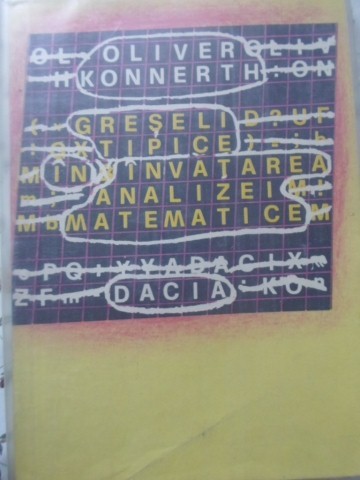 OLIVER
KONNERTH
GREȘELI
TIPICE
ÎN ÎNVĂȚAREA
ANALIZEI
MATEMATICE
DACIA